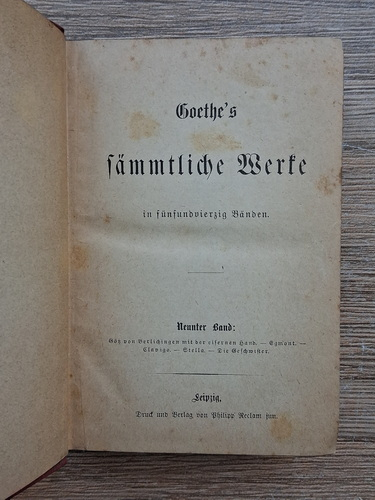 Goethe's
sämmtliche Werke
in fünfundvierzig Bänden.
Neunter Band:
Götz von Berlichingen mit der eisernen Hand. — Egmont. —
Clavigo. — Stella. — Die Geschwister.
Leipzig.
Druck und Verlag von Philipp Reclam jun.